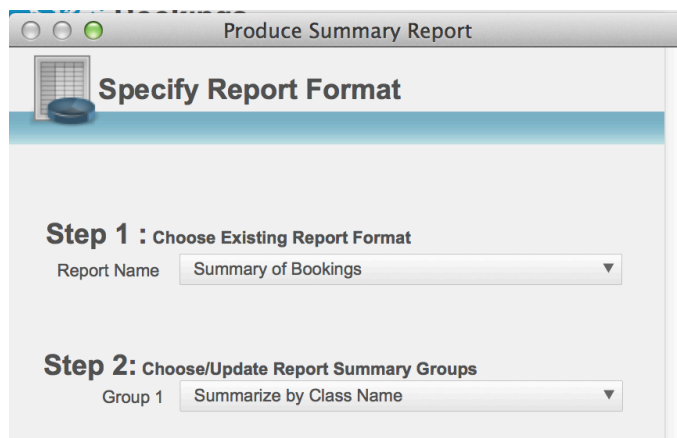 Produce Summary Report
Specify Report Format
Step 1 : Choose Existing Report Format
Report Name Summary of Bookings
Step 2: Choose/Update Report Summary Groups
Group 1 Summarize by Class Name